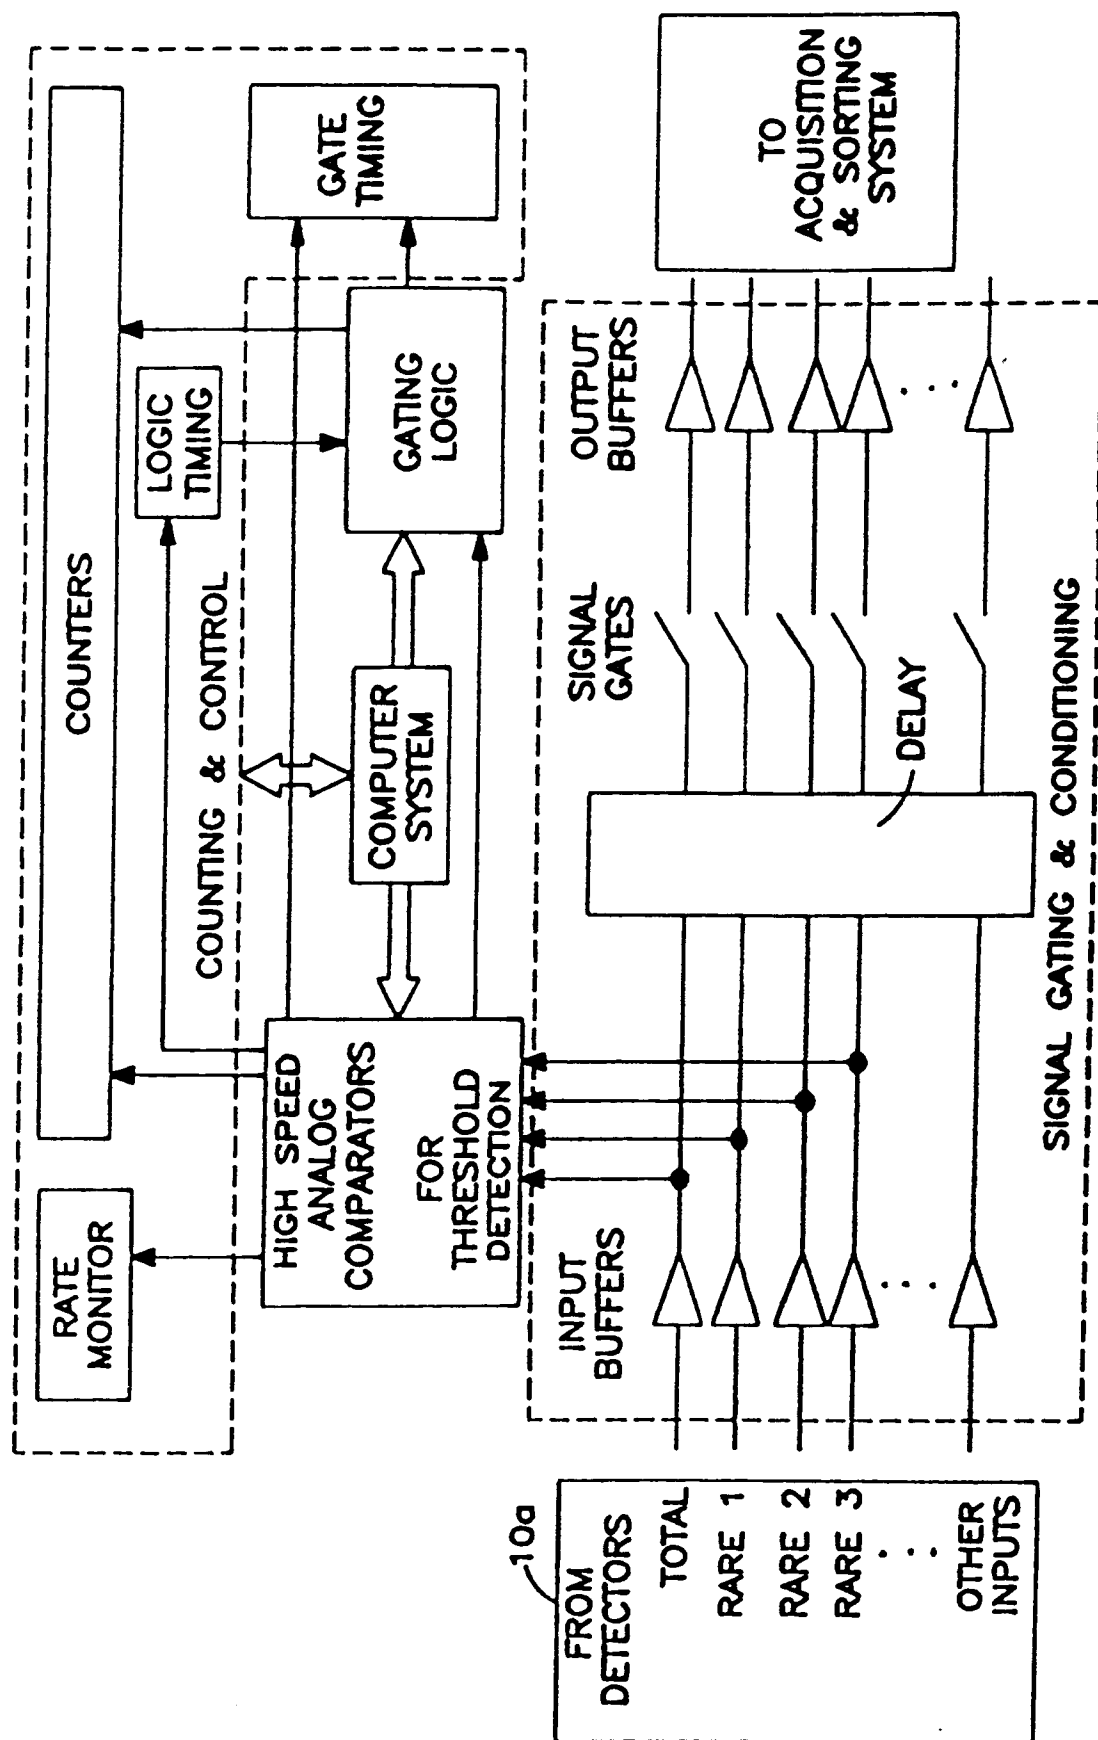 RATE
MONITOR
COUNTERS
LOGIC
TIMING
GATE
TIMING
COUNTING & CONTROL
HIGH SPEED
ANALOG
COMPARATORS
FOR
THRESHOLD
DETECTION
COMPUTER
SYSTEM
GATING
LOGIC
10a
FROM
DETECTORS
TOTAL
RARE 1
RARE 2
RARE 3
. . .
OTHER
INPUTS
INPUT
BUFFERS
. . .
DELAY
SIGNAL
GATES
OUTPUT
BUFFERS
. . .
SIGNAL GATING & CONDITIONING
TO
ACQUISITION
& SORTING
SYSTEM